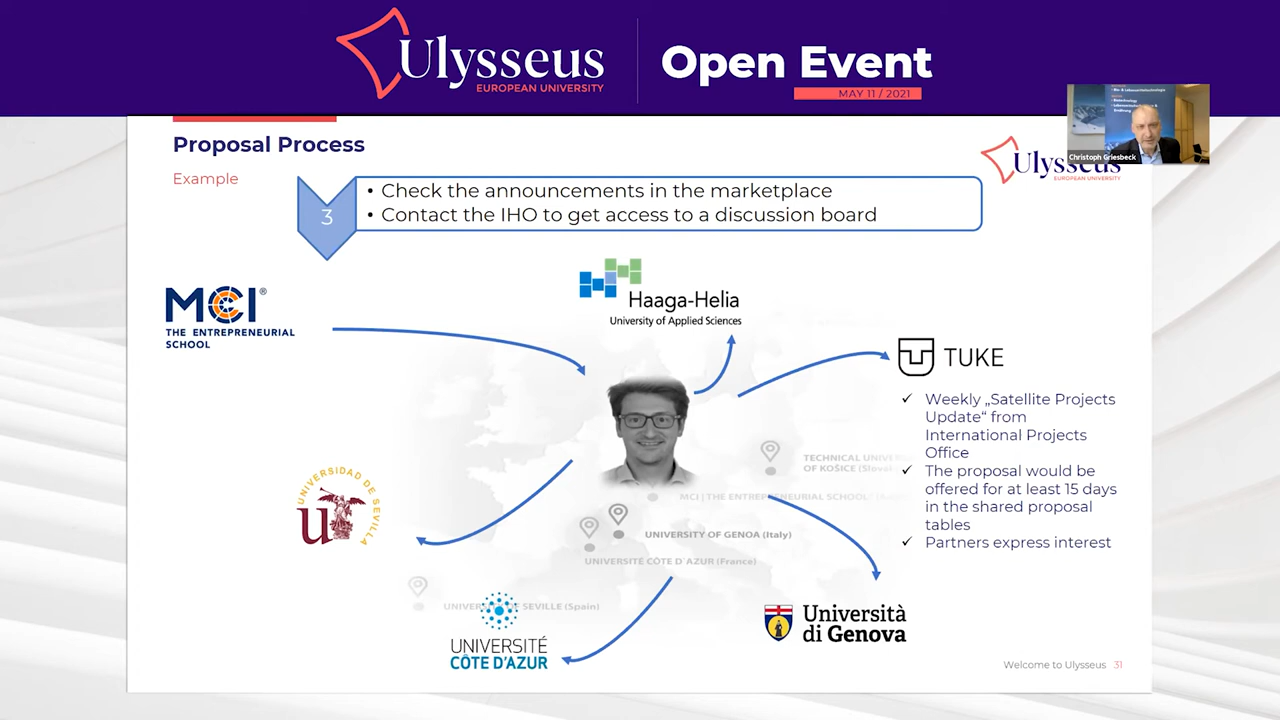 Ulysseus
EUROPEAN UNIVERSITY
Open Event
MAY 11 / 2021
Christoph Griesbeck
Proposal Process
Example
Ulysseus
EUROPEAN UNIVERSITY
3
• Check the announcements in the marketplace
• Contact the IHO to get access to a discussion board
MCI®
THE ENTREPRENEURIAL
SCHOOL
Haaga-Helia
University of Applied Sciences
TUKE
✓ Weekly „Satellite Projects
Update“ from
International Projects
Office
✓ The proposal would be
offered for at least 15 days
in the shared proposal
tables
✓ Partners express interest
TECHNICAL
OF KOŠICE
MCI | THE ENTREPRENEURIAL SCHOOL
UNIVERSITY OF GENOA (Italy)
UNIVERSITÉ CÔTE D`AZUR (France)
SEVILLE (Spain)
UNIVERSIDAD DE SEVILLA
UNIVERSITÉ
CÔTE D'AZUR
Università
di Genova
Welcome to Ulysseus 31